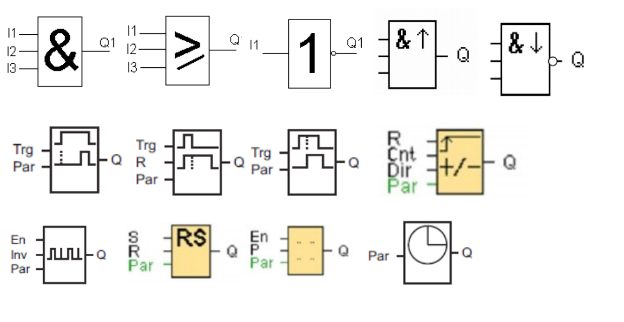 I1 I2 I3 & Q1
I1 I2 I3 ≥ Q
I1 1 Q1
& ↑ Q
& ↓ Q
Trg Par Q
Trg R Par Q
Trg Par Q
R Cnt Dir Par +/- Q
En Inv Par Q
S R Par RS Q
En P Par Q
Par Q